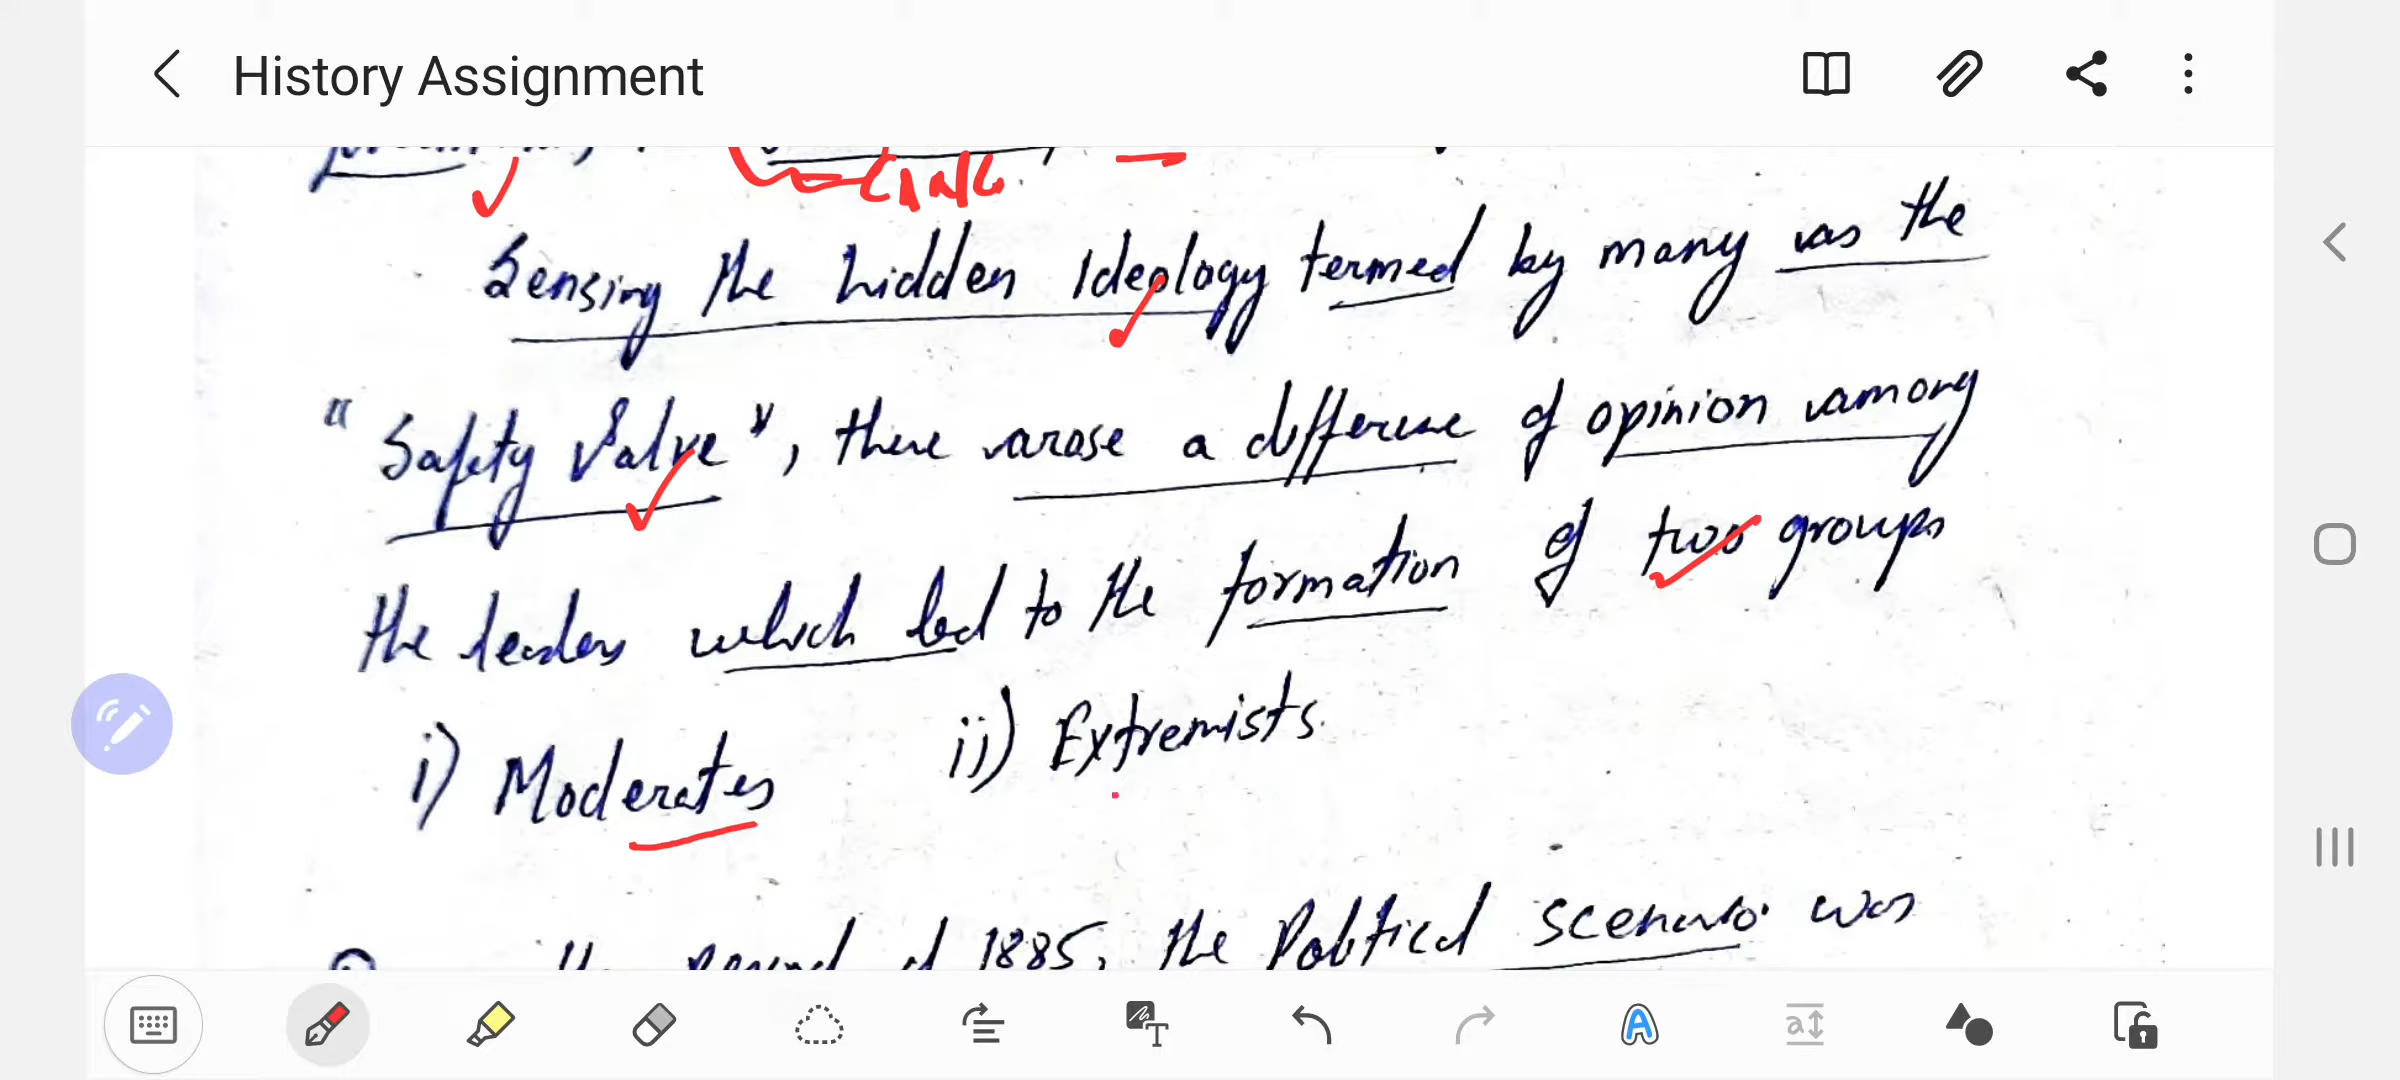 History Assignment
Sensing the hidden Ideology termed by many as the
"Safety Valve", there arose a difference of opinion among
the leaders which led to the formation of two groups
i) Moderates ii) Extremists.
1885, the Political scenario was